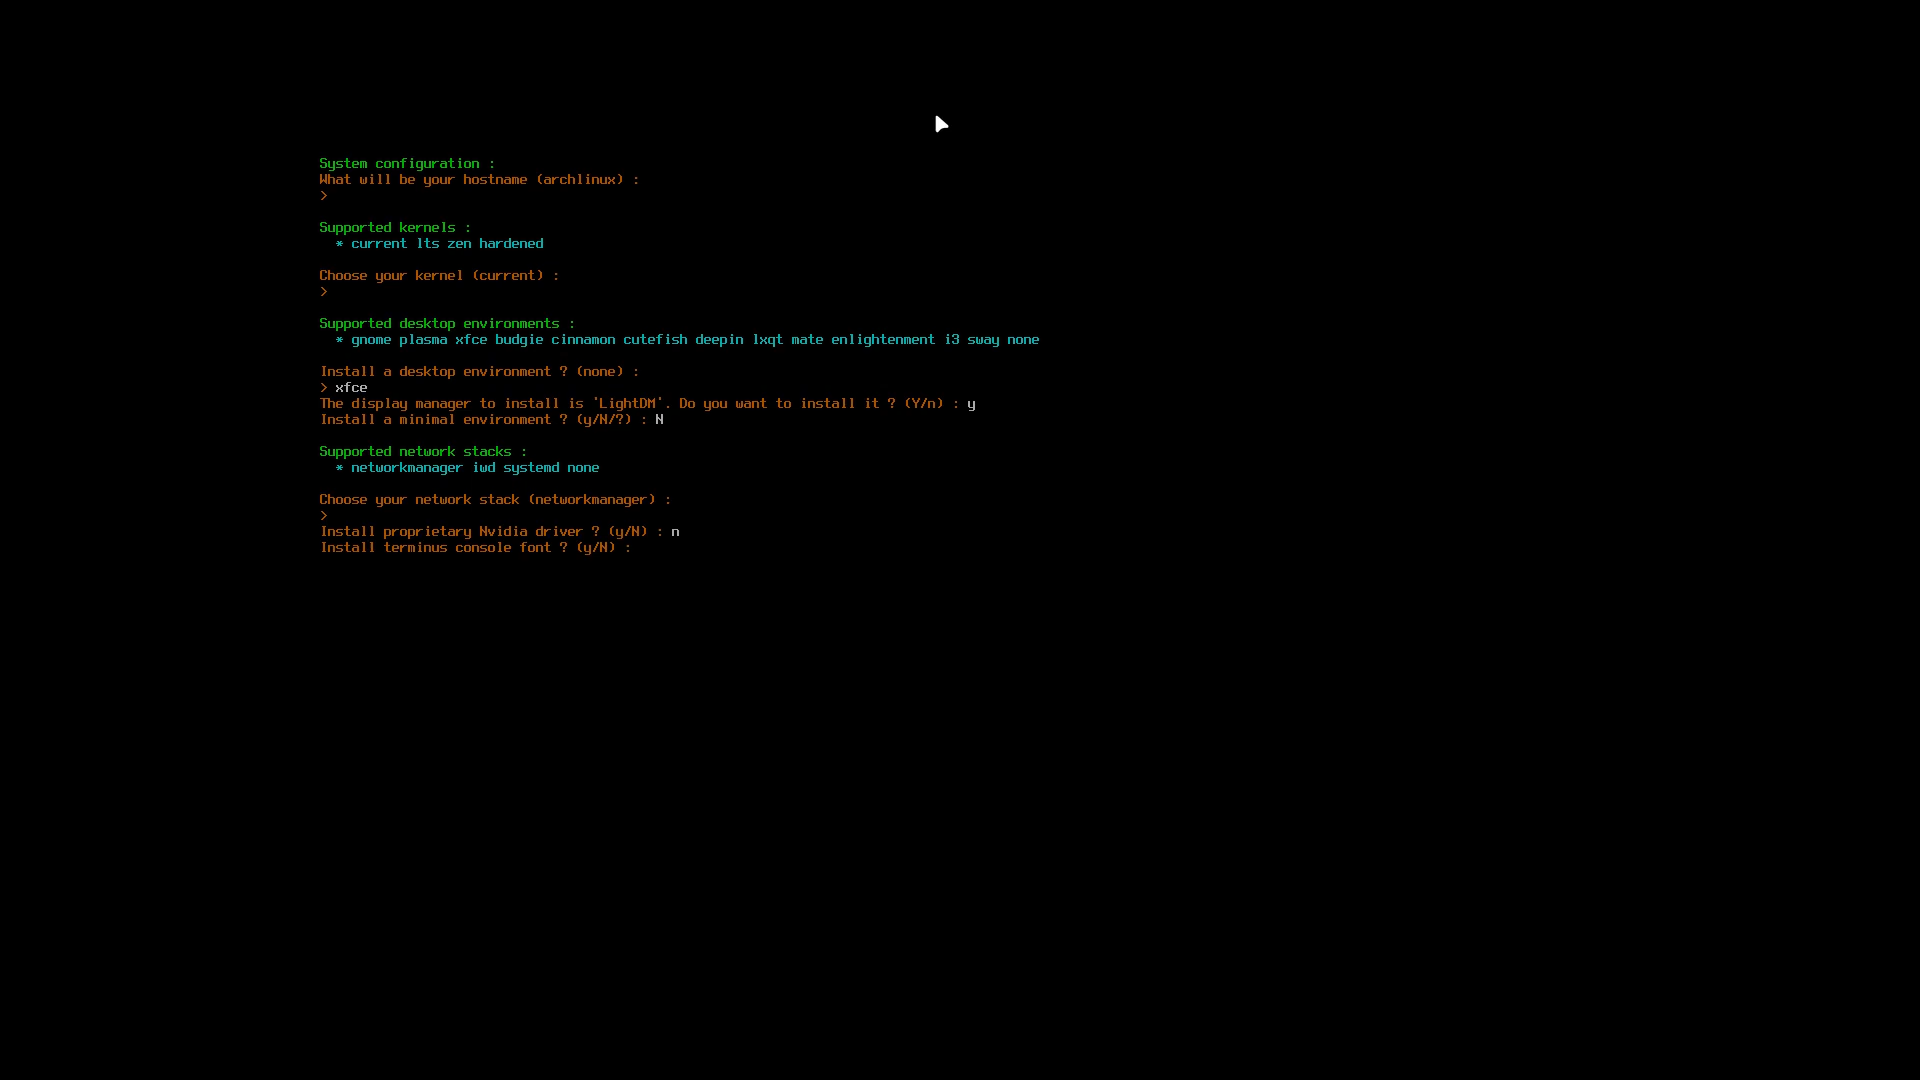 System configuration :
What will be your hostname (archlinux) :
>
Supported kernels :
* current lts zen hardened
Choose your kernel (current) :
>
Supported desktop environments :
* gnome plasma xfce budgie cinnamon cutefish deepin lxqt mate enlightenment i3 sway none
Install a desktop environment ? (none) :
> xfce
The display manager to install is 'LightDM'. Do you want to install it ? (Y/n) : y
Install a minimal environment ? (y/N/?) : N
Supported network stacks :
* networkmanager iwd systemd none
Choose your network stack (networkmanager) :
>
Install proprietary Nvidia driver ? (y/N) : n
Install terminus console font ? (y/N) :